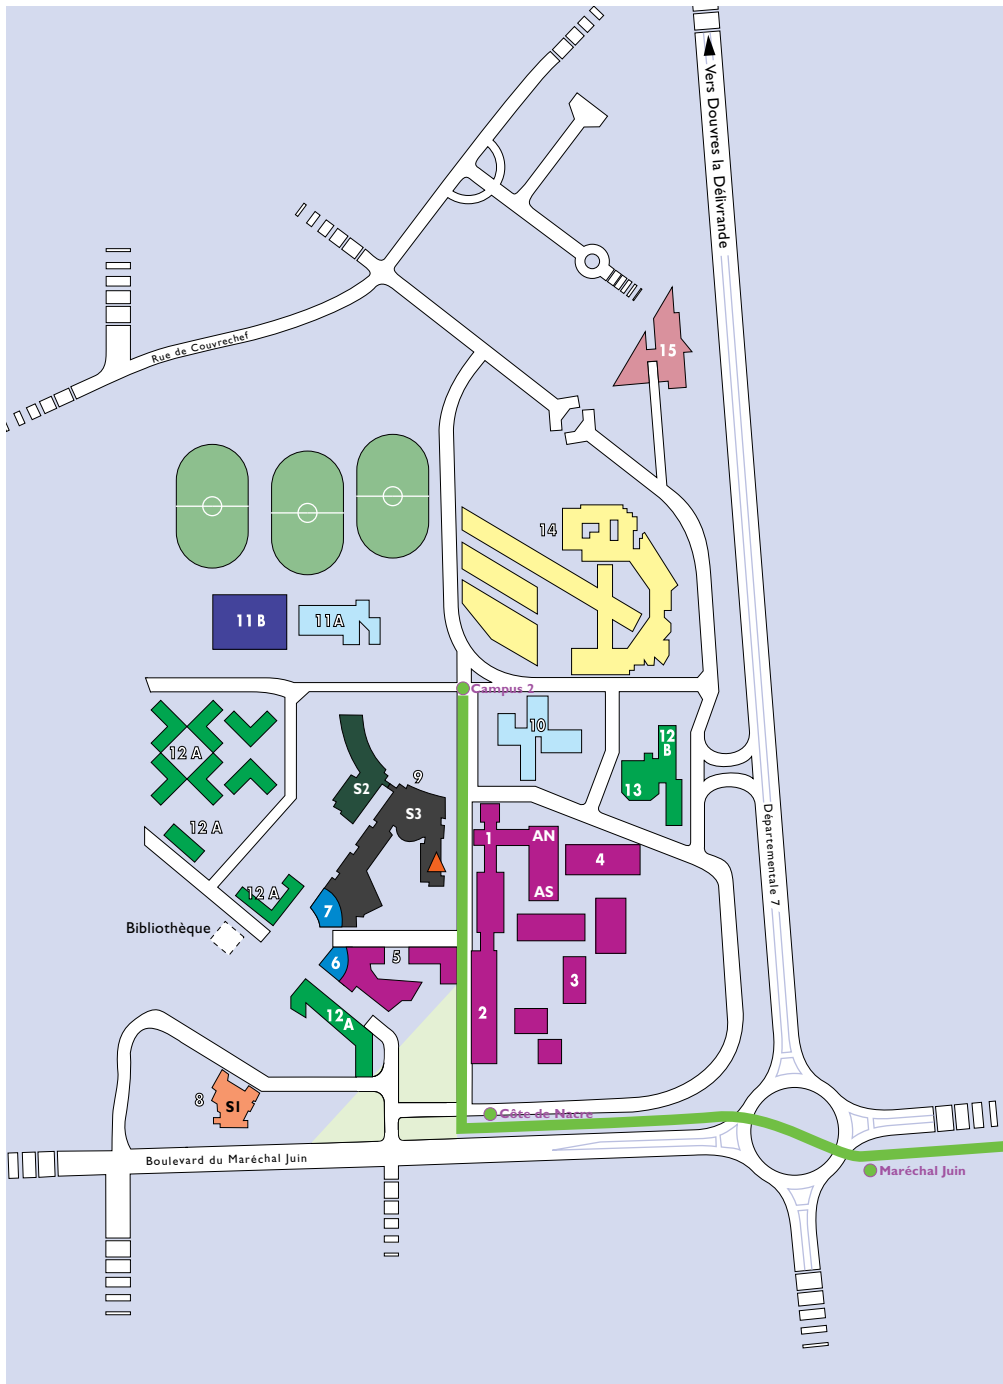 Vers Douvres la Délivrande
Rue de Couvrechef
15
14
11 B
11A
Campus 2
10
12 A
12
B
13
S2
9
S3
12 A
1
AN
4
AS
12 A
7
Bibliothèque
6
5
3
2
12
A
Départementale 7
8
S1
Côte de Nacre
Boulevard du Maréchal Juin
Maréchal Juin